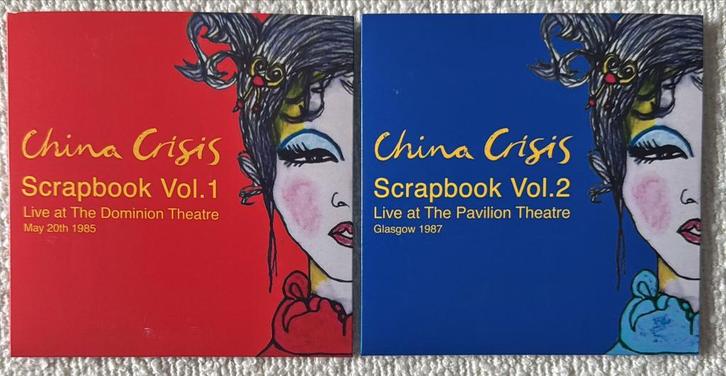 China Crisis
Scrapbook Vol.1
Live at The Dominion Theatre
May 20th 1985
China Crisis
Scrapbook Vol.2
Live at The Pavilion Theatre
Glasgow 1987